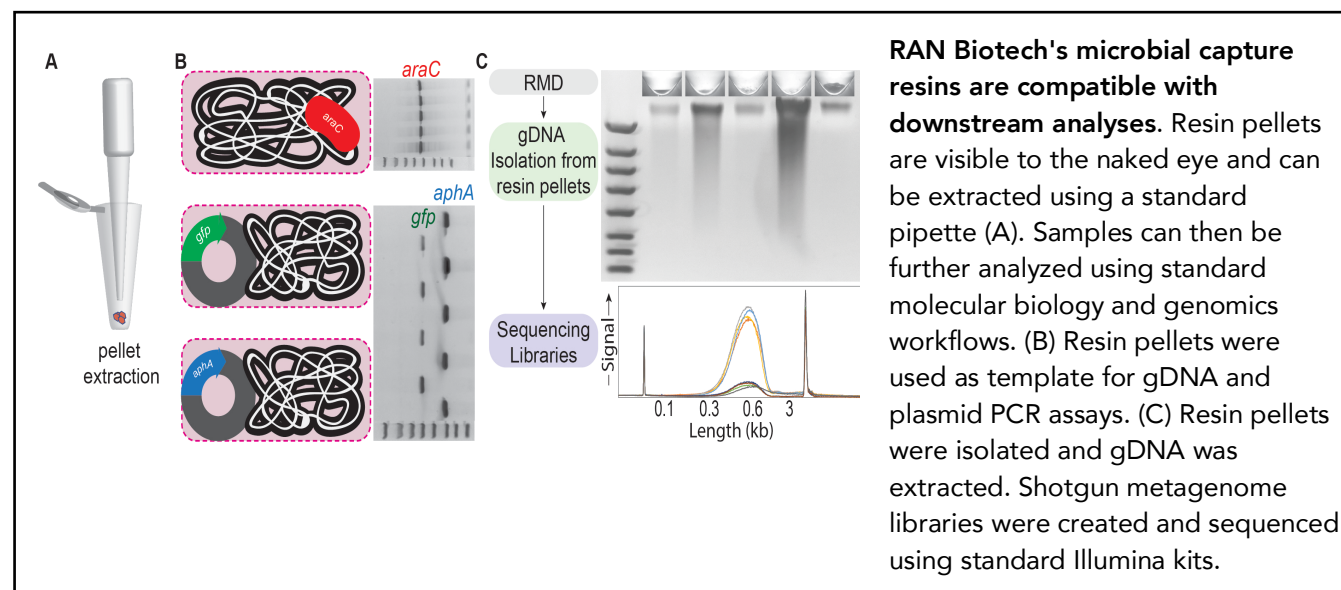 A
pellet
extraction
B
araC
araC
gfp
aphA
aphA
gfp
C
RMD
gDNA
Isolation from
resin pellets
Sequencing
Libraries
Signal
0.1 0.3 0.6 3
Length (kb)
RAN Biotech's microbial capture
resins are compatible with
downstream analyses. Resin pellets
are visible to the naked eye and can
be extracted using a standard
pipette (A). Samples can then be
further analyzed using standard
molecular biology and genomics
workflows. (B) Resin pellets were
used as template for gDNA and
plasmid PCR assays. (C) Resin pellets
were isolated and gDNA was
extracted. Shotgun metagenome
libraries were created and sequenced
using standard Illumina kits.